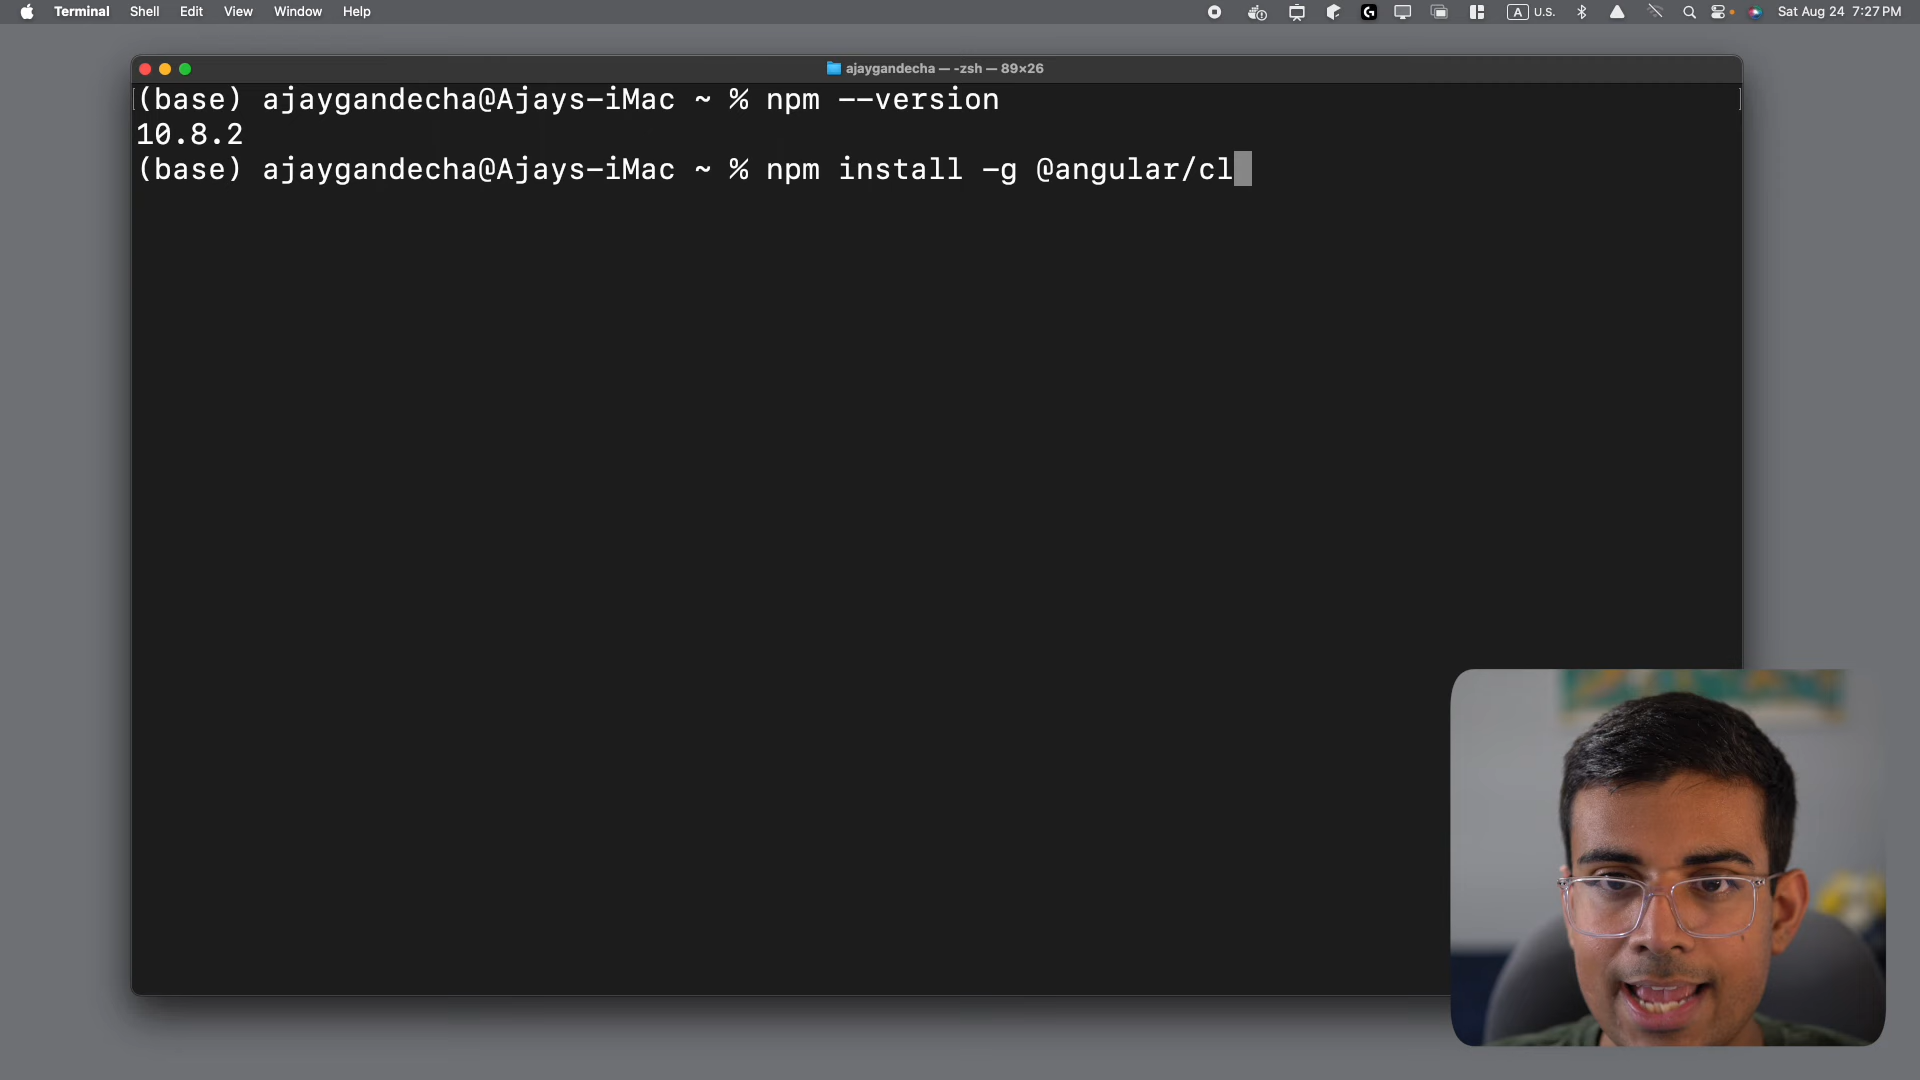 Terminal Shell Edit View Window Help A U.S. Sat Aug 24 7:27 PM
ajaygandecha — -zsh — 89×26
(base) ajaygandecha@Ajays-iMac ~ % npm --version
10.8.2
(base) ajaygandecha@Ajays-iMac ~ % npm install -g @angular/cl